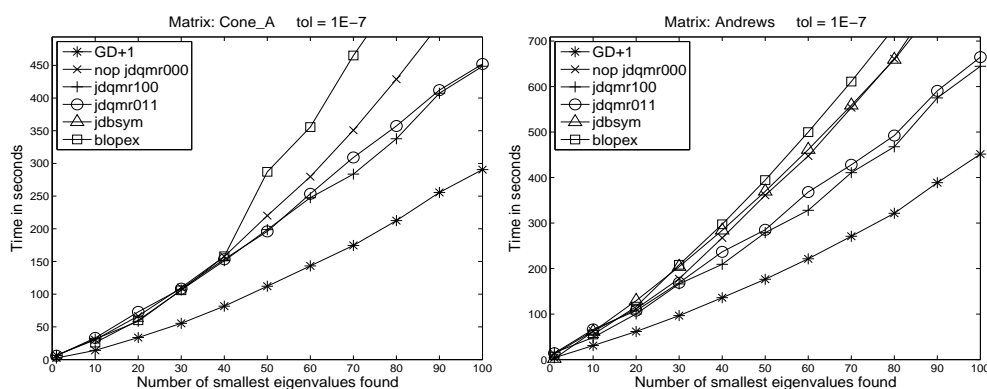 Matrix: Cone_A tol = 1E-7
GD+1
nop jdqmr000
jdqmr100
jdqmr011
jdbsym
blopex
450
400
350
300
250
200
150
100
50
0
Time in seconds
0 10 20 30 40 50 60 70 80 90 100
Number of smallest eigenvalues found
Matrix: Andrews tol = 1E-7
GD+1
nop jdqmr000
jdqmr100
jdqmr011
jdbsym
blopex
700
600
500
400
300
200
100
0
Time in seconds
0 10 20 30 40 50 60 70 80 90 100
Number of smallest eigenvalues found